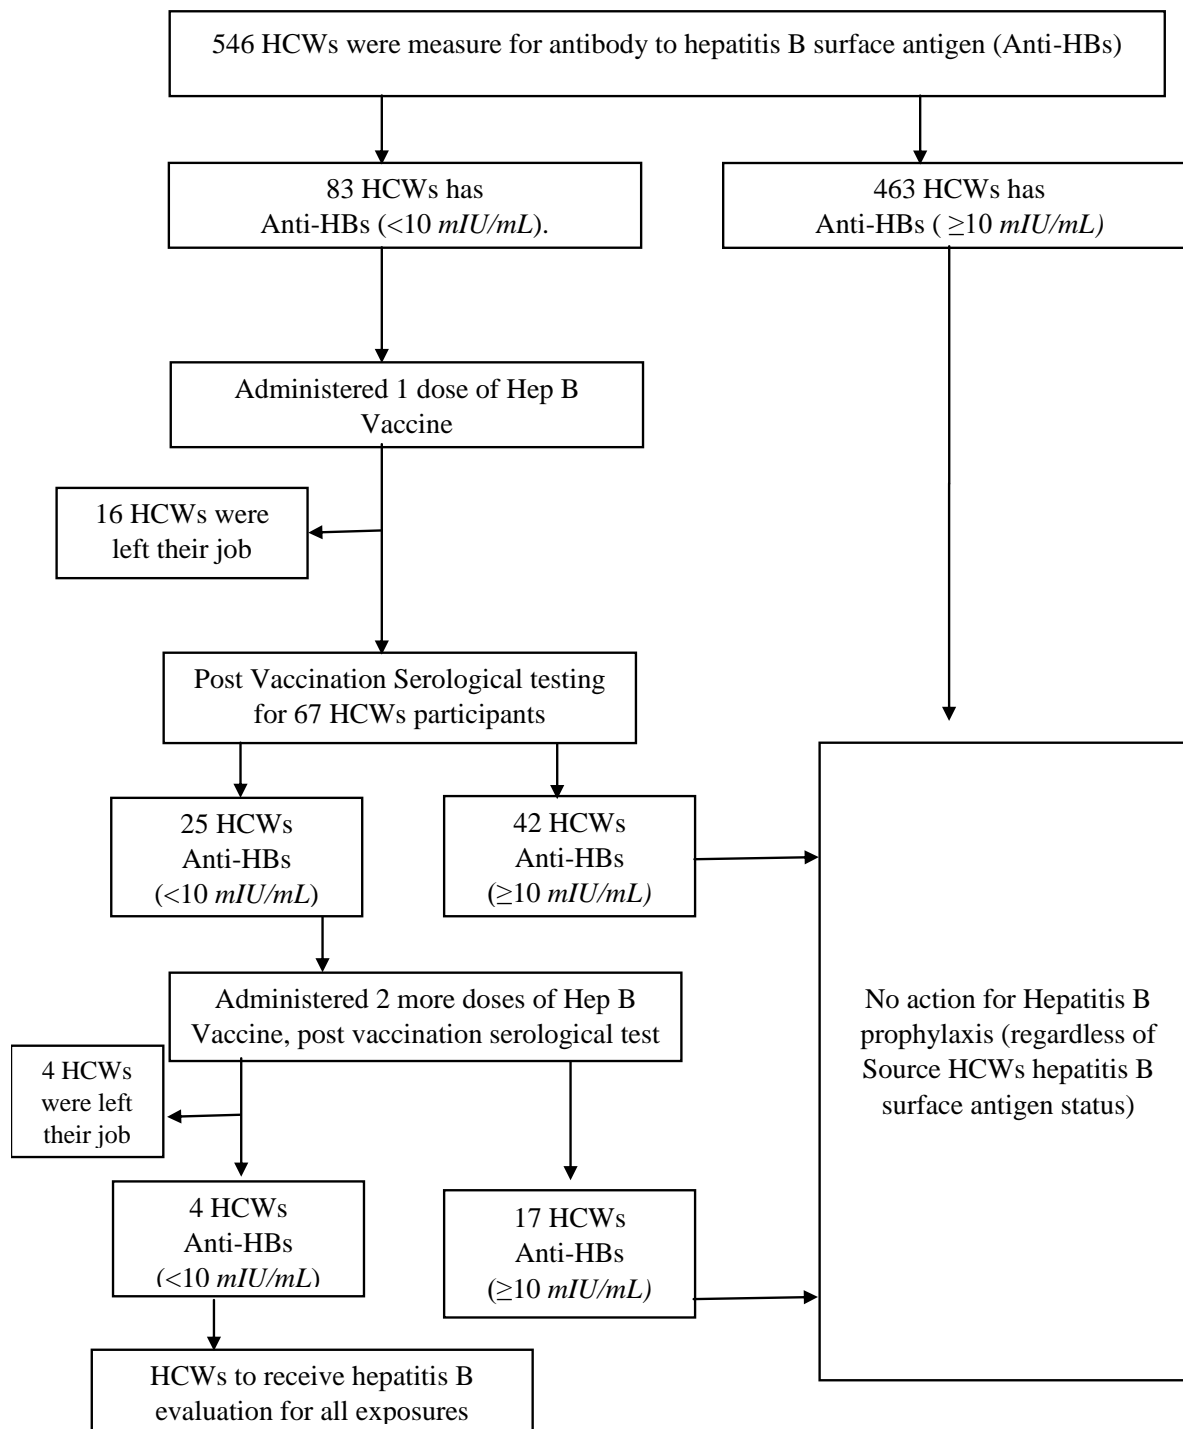 546 HCWs were measure for antibody to hepatitis B surface antigen (Anti-HBs)
83 HCWs has
Anti-HBs (<10 mIU/mL).
463 HCWs has
Anti-HBs ( ≥10 mIU/mL)
Administered 1 dose of Hep B
Vaccine
16 HCWs were
left their job
Post Vaccination Serological testing
for 67 HCWs participants
25 HCWs
Anti-HBs
(<10 mIU/mL)
42 HCWs
Anti-HBs
(≥10 mIU/mL)
Administered 2 more doses of Hep B
Vaccine, post vaccination serological test
4 HCWs
were left
their job
4 HCWs
Anti-HBs
(<10 mIU/mL)
17 HCWs
Anti-HBs
(≥10 mIU/mL)
No action for Hepatitis B
prophylaxis (regardless of
Source HCWs hepatitis B
surface antigen status)
HCWs to receive hepatitis B
evaluation for all exposures